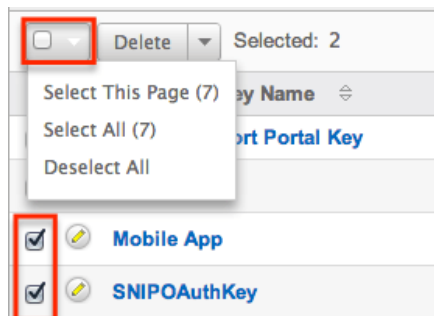 Delete Selected: 2
Select This Page (7)
ey Name
Select All (7)
ort Portal Key
Deselect All
Mobile App
SNIPOAuthKey